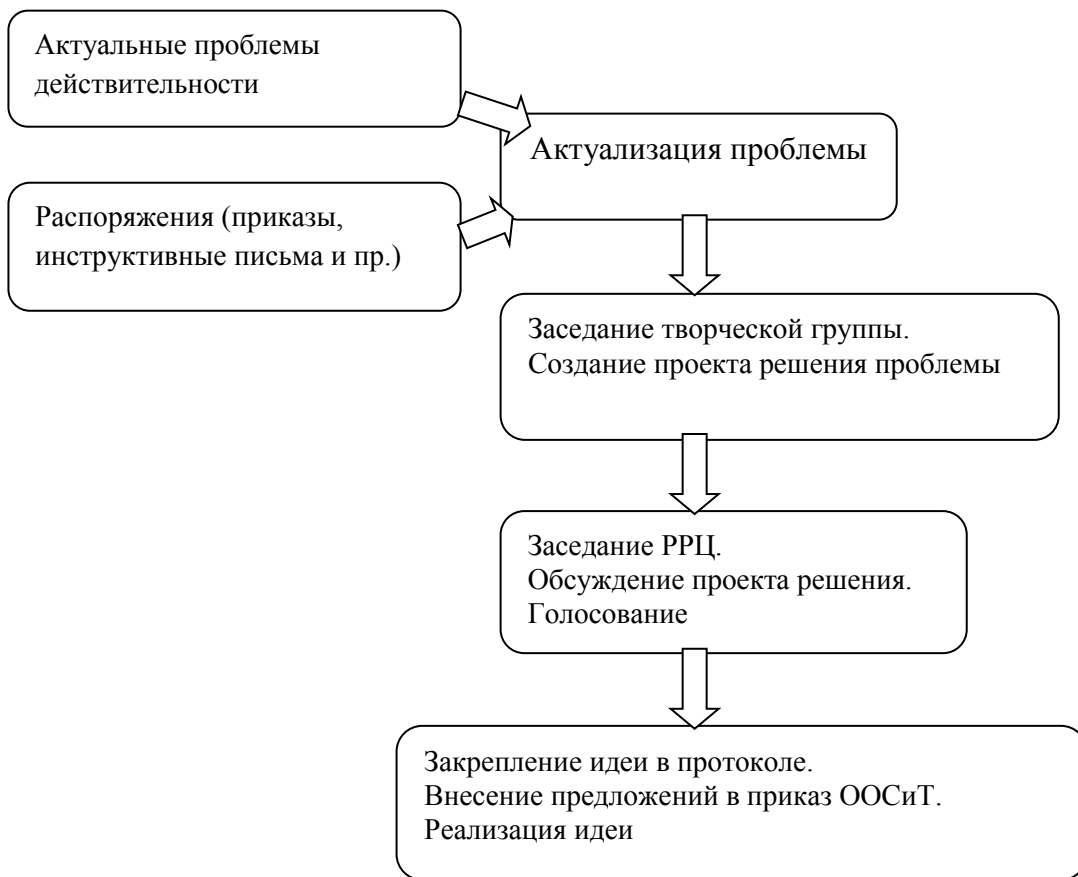 Актуальные проблемы
действительности
Актуализация проблемы
Распоряжения (приказы,
инструктивные письма и пр.)
Заседание творческой группы.
Создание проекта решения проблемы
Заседание РРЦ.
Обсуждение проекта решения.
Голосование
Закрепление идеи в протоколе.
Внесение предложений в приказ ООСиТ.
Реализация идеи